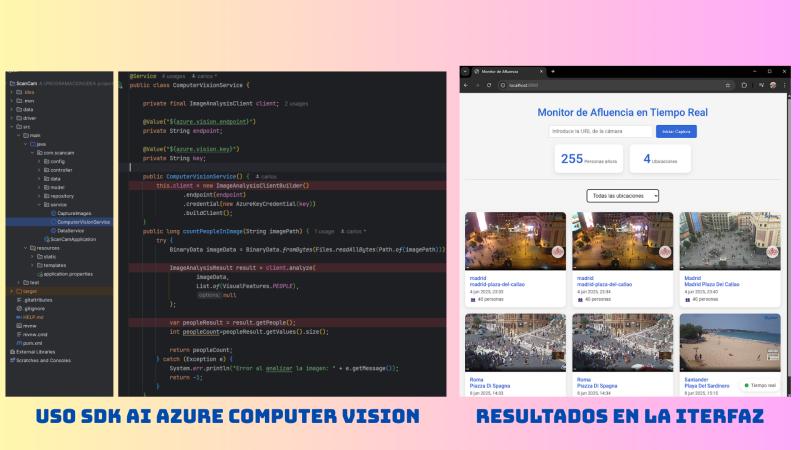 ScanCam
.idea
.mvn
data
driver
src
main
java
com.scancam
config
controller
data
model
repository
service
CaptureImages
ComputerVisionService
DataService
ScanCamApplication
resources
static
templates
application.properties
test
target
.gitattributes
.gitignore
HELP.md
mvnw
mvnw.cmd
pom.xml
External Libraries
Scratches and Consoles
@Service 4 usages carlos *
public class ComputerVisionService {
private final ImageAnalysisClient client; 2 usages
@Value("${azure.vision.endpoint}")
private String endpoint;
@Value("${azure.vision.key}")
private String key;
public ComputerVisionService() { carlos
this.client = new ImageAnalysisClientBuilder()
.endpoint(endpoint)
.credential(new AzureKeyCredential(key))
.buildClient();
}
public long countPeopleInImage(String imagePath) { 1 usage carlos *
try {
BinaryData imageData = BinaryData.fromBytes(Files.readAllBytes(Path.of(imagePath)))
ImageAnalysisResult result = client.analyze(
imageData,
List.of(VisualFeatures.PEOPLE),
options: null
);
var peopleResult = result.getPeople();
int peopleCount=peopleResult.getValues().size();
return peopleCount;
} catch (Exception e) {
System.err.println("Error al analizar la imagen: " + e.getMessage());
return -1;
}
Monitor de Afluencia
localhost:8080
Monitor de Afluencia en Tiempo Real
Introduce la URL de la cámara
Iniciar Captura
255 Personas ahora
4 Ubicaciones
Todas las ubicaciones
madrid
madrid-plaza-del-callao
4 jun 2025, 23:03
40 personas
madrid
madrid-plaza-del-callao
4 jun 2025, 23:03
40 personas
Madrid
Madrid Plaza Del Callao
4 jun 2025, 23:00
40 personas
Roma
Piazza Di Spagna
8 jun 2025, 14:03
Roma
Piazza Di Spagna
8 jun 2025, 14:34
Santander
Playa Del Sardinero
8 jun 2025, 15:15
Tiempo real
USO SDK AI AZURE COMPUTER VISION
RESULTADOS EN LA ITERFAZ